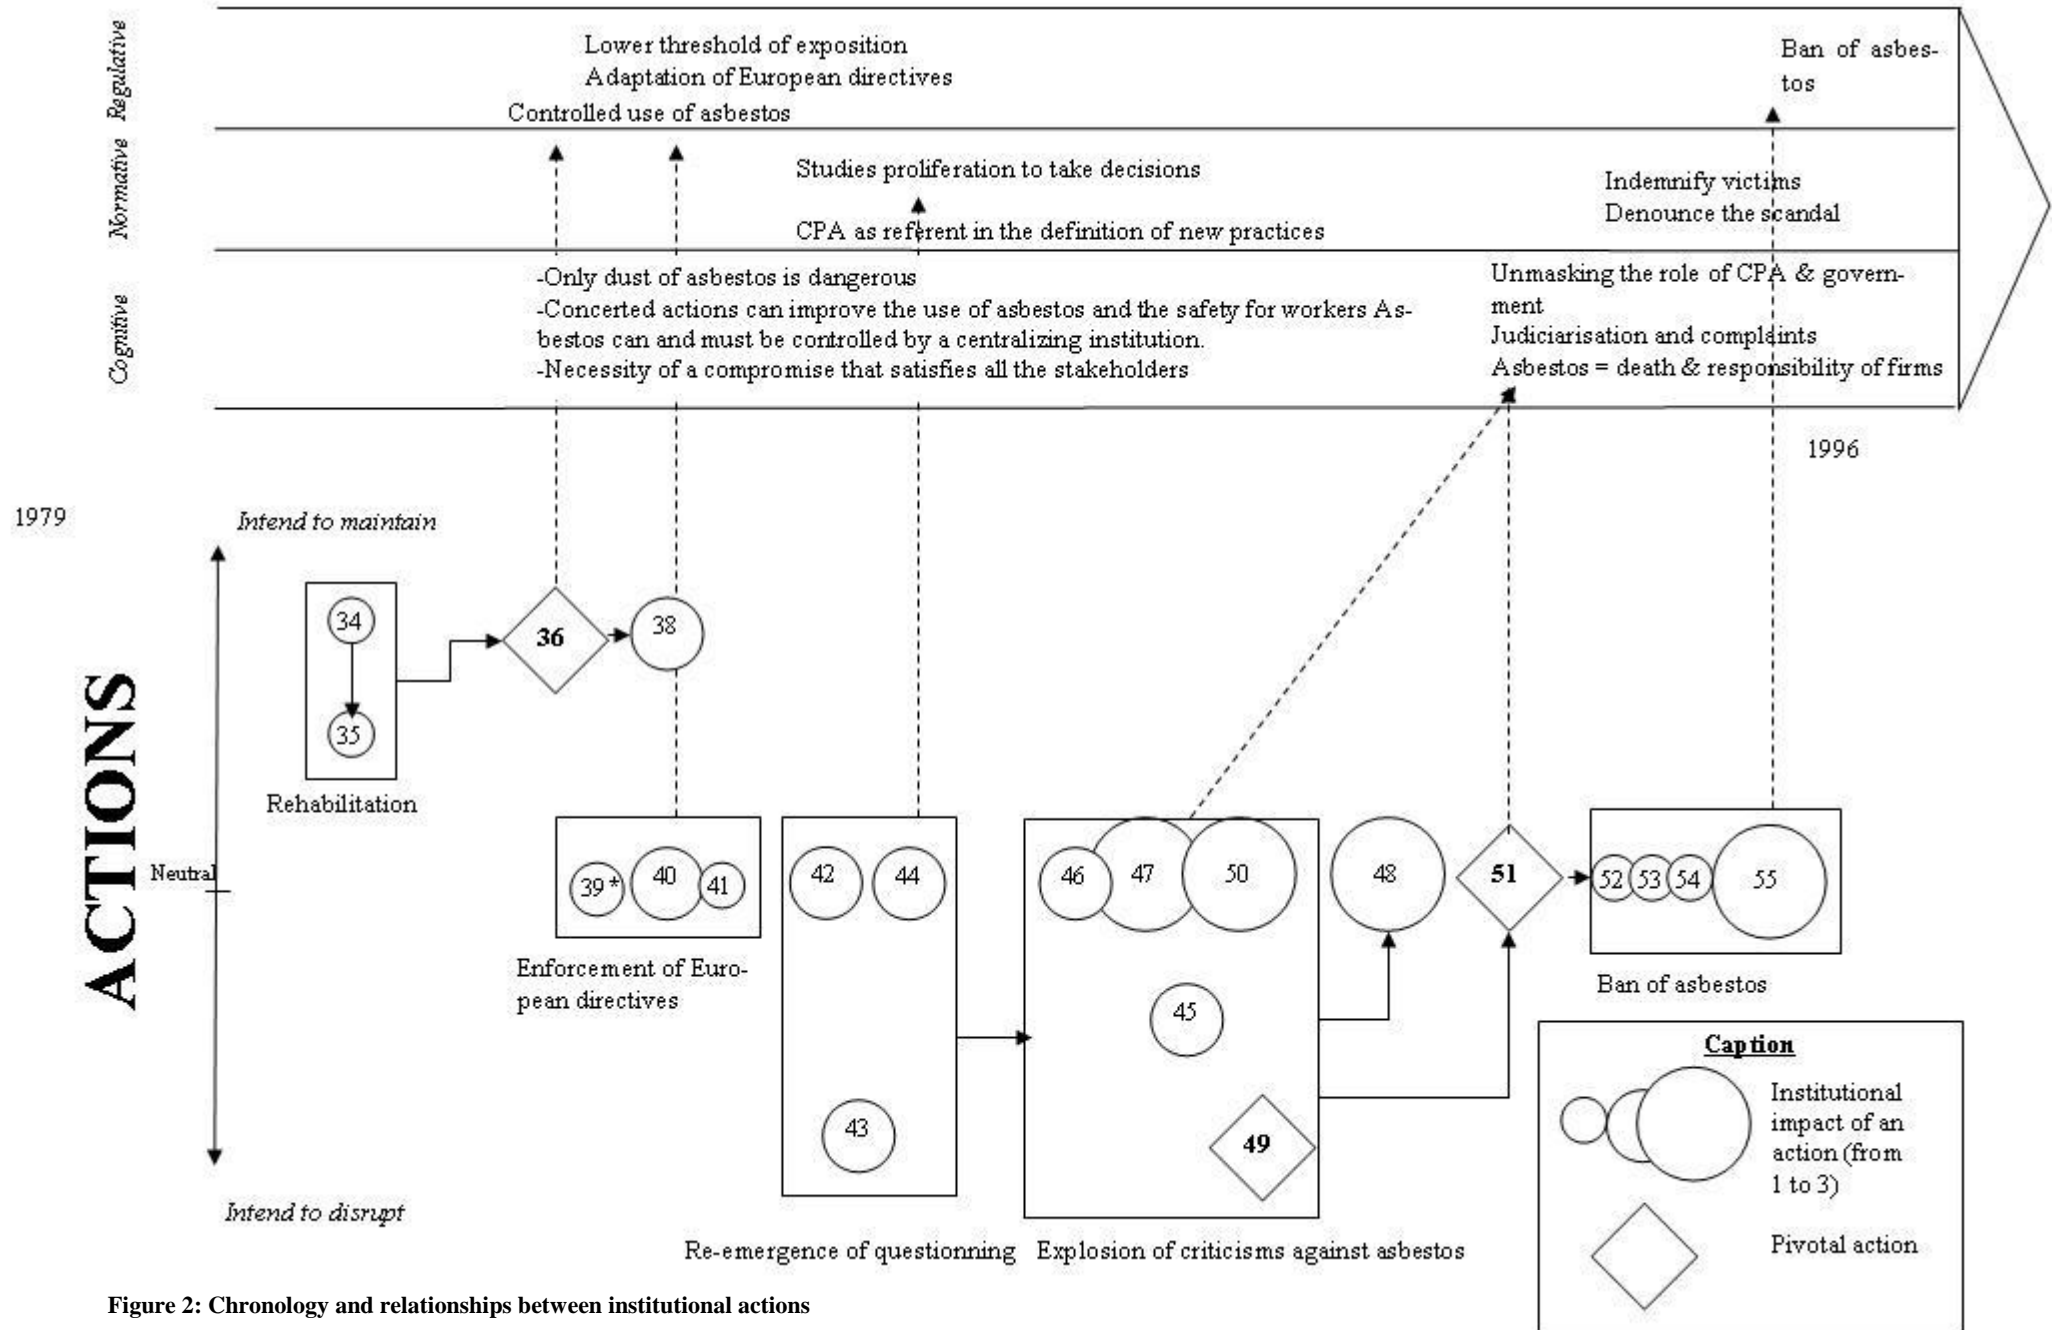 Regulative
Lower threshold of exposition
Adaptation of European directives
Controlled use of asbestos
Ban of asbes-
tos
Normative
Studies proliferation to take decisions
CPA as referent in the definition of new practices
Indemnify victims
Denounce the scandal
Cognitive
-Only dust of asbestos is dangerous
-Concerted actions can improve the use of asbestos and the safety for workers As-
bestos can and must be controlled by a centralizing institution.
-Necessity of a compromise that satisfies all the stakeholders
Unmasking the role of CPA & govern-
ment
Judiciarisation and complaints
Asbestos = death & responsibility of firms
1996
1979
Intend to maintain
ACTIONS
Neutral
Intend to disrupt
34
35
Rehabilitation
36
38
39 *
40
41
Enforcement of Euro-
pean directives
42
44
43
Re-emergence of questionning
46
47
50
45
49
Explosion of criticisms against asbestos
48
51
52
53
54
55
Ban of asbestos
Caption
Institutional
impact of an
action (from
1 to 3)
Pivotal action
Figure 2: Chronology and relationships between institutional actions